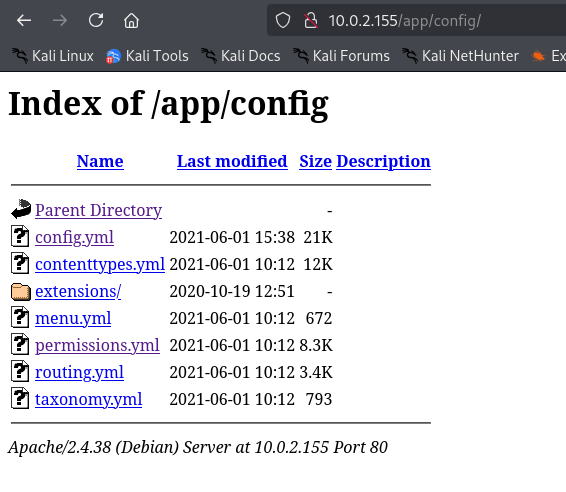 10.0.2.155/app/config/
Kali Linux Kali Tools Kali Docs Kali Forums Kali NetHunter Ex
Index of /app/config
Name Last modified Size Description
Parent Directory -
config.yml 2021-06-01 15:38 21K
contenttypes.yml 2021-06-01 10:12 12K
extensions/ 2020-10-19 12:51 -
menu.yml 2021-06-01 10:12 672
permissions.yml 2021-06-01 10:12 8.3K
routing.yml 2021-06-01 10:12 3.4K
taxonomy.yml 2021-06-01 10:12 793
Apache/2.4.38 (Debian) Server at 10.0.2.155 Port 80